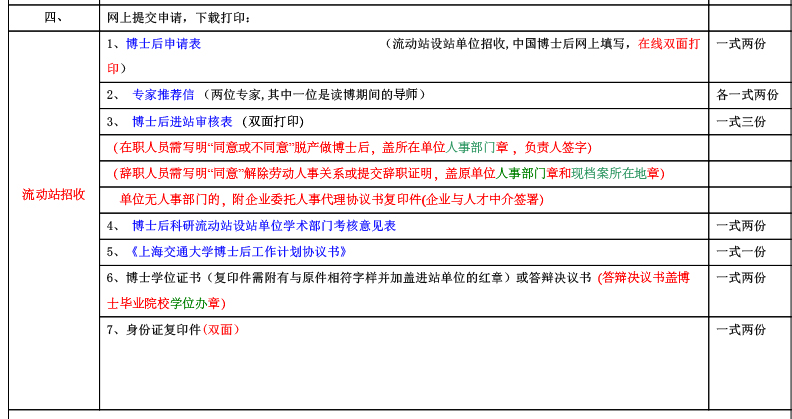 四、 网上提交申请，下载打印：
1、博士后申请表 （流动站设站单位招收,中国博士后网上填写，在线双面打 一式两份
印）
2、 专家推荐信 （两位专家,其中一位是读博期间的导师） 各一式两份
3、 博士后进站审核表 （双面打印) 一式三份
（在职人员需写明“同意或不同意”脱产做博士后，盖所在单位人事部门章 ，负责人签字）
（辞职人员需写明“同意”解除劳动人事关系或提交辞职证明，盖原单位人事部门章和现档案所在地章）
流动站招收
单位无人事部门的，附企业委托人事代理协议书复印件(企业与人才中介签署)
4、 博士后科研流动站设站单位学术部门考核意见表 一式两份
5、《上海交通大学博士后工作计划协议书》 一式一份
6、博士学位证书（复印件需附有与原件相符字样并加盖进站单位的红章）或答辩决议书 (答辩决议书盖博 一式两份
士毕业院校学位办章）
7、身份证复印件(双面） 一式两份